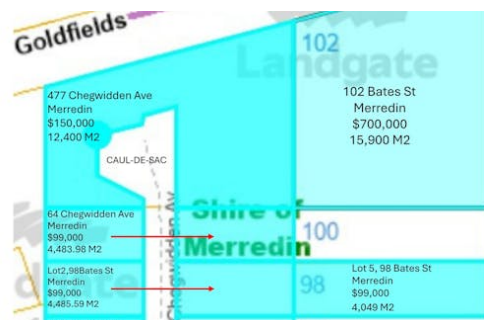 Goldfields
102
Landgate
477 Chegwidden Ave
Merredin
$150,000
12,400 M2
102 Bates St
Merredin
$700,000
15,900 M2
CAUL-DE-SAC
64 Chegwidden Ave
Merredin
$99,000
4,483.98 M2
Chegwidden Av
Shire of
Merredin
100
Lot2,98Bates St
Merredin
$99,000
4,485.59 M2
98
Lot 5, 98 Bates St
Merredin
$99,000
4,049 M2